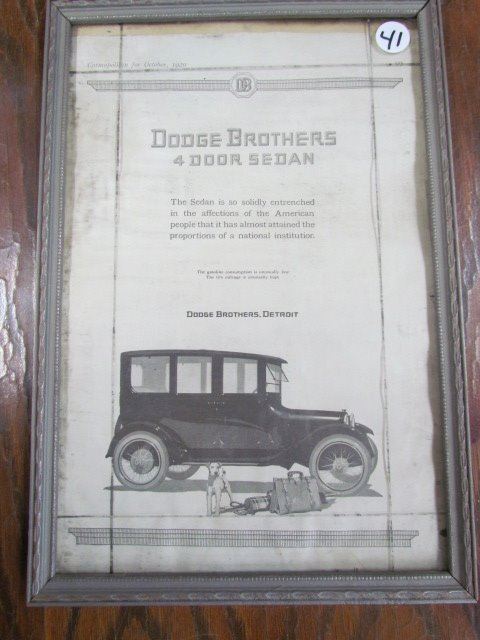 41
Cosmopolitan for October, 1920
DB
DODGE BROTHERS
4 DOOR SEDAN
The Sedan is so solidly entrenched
in the affections of the American
people that it has almost attained the
proportions of a national institution.
The gasoline consumption is unusually low
The tire mileage is unusually high
DODGE BROTHERS, DETROIT